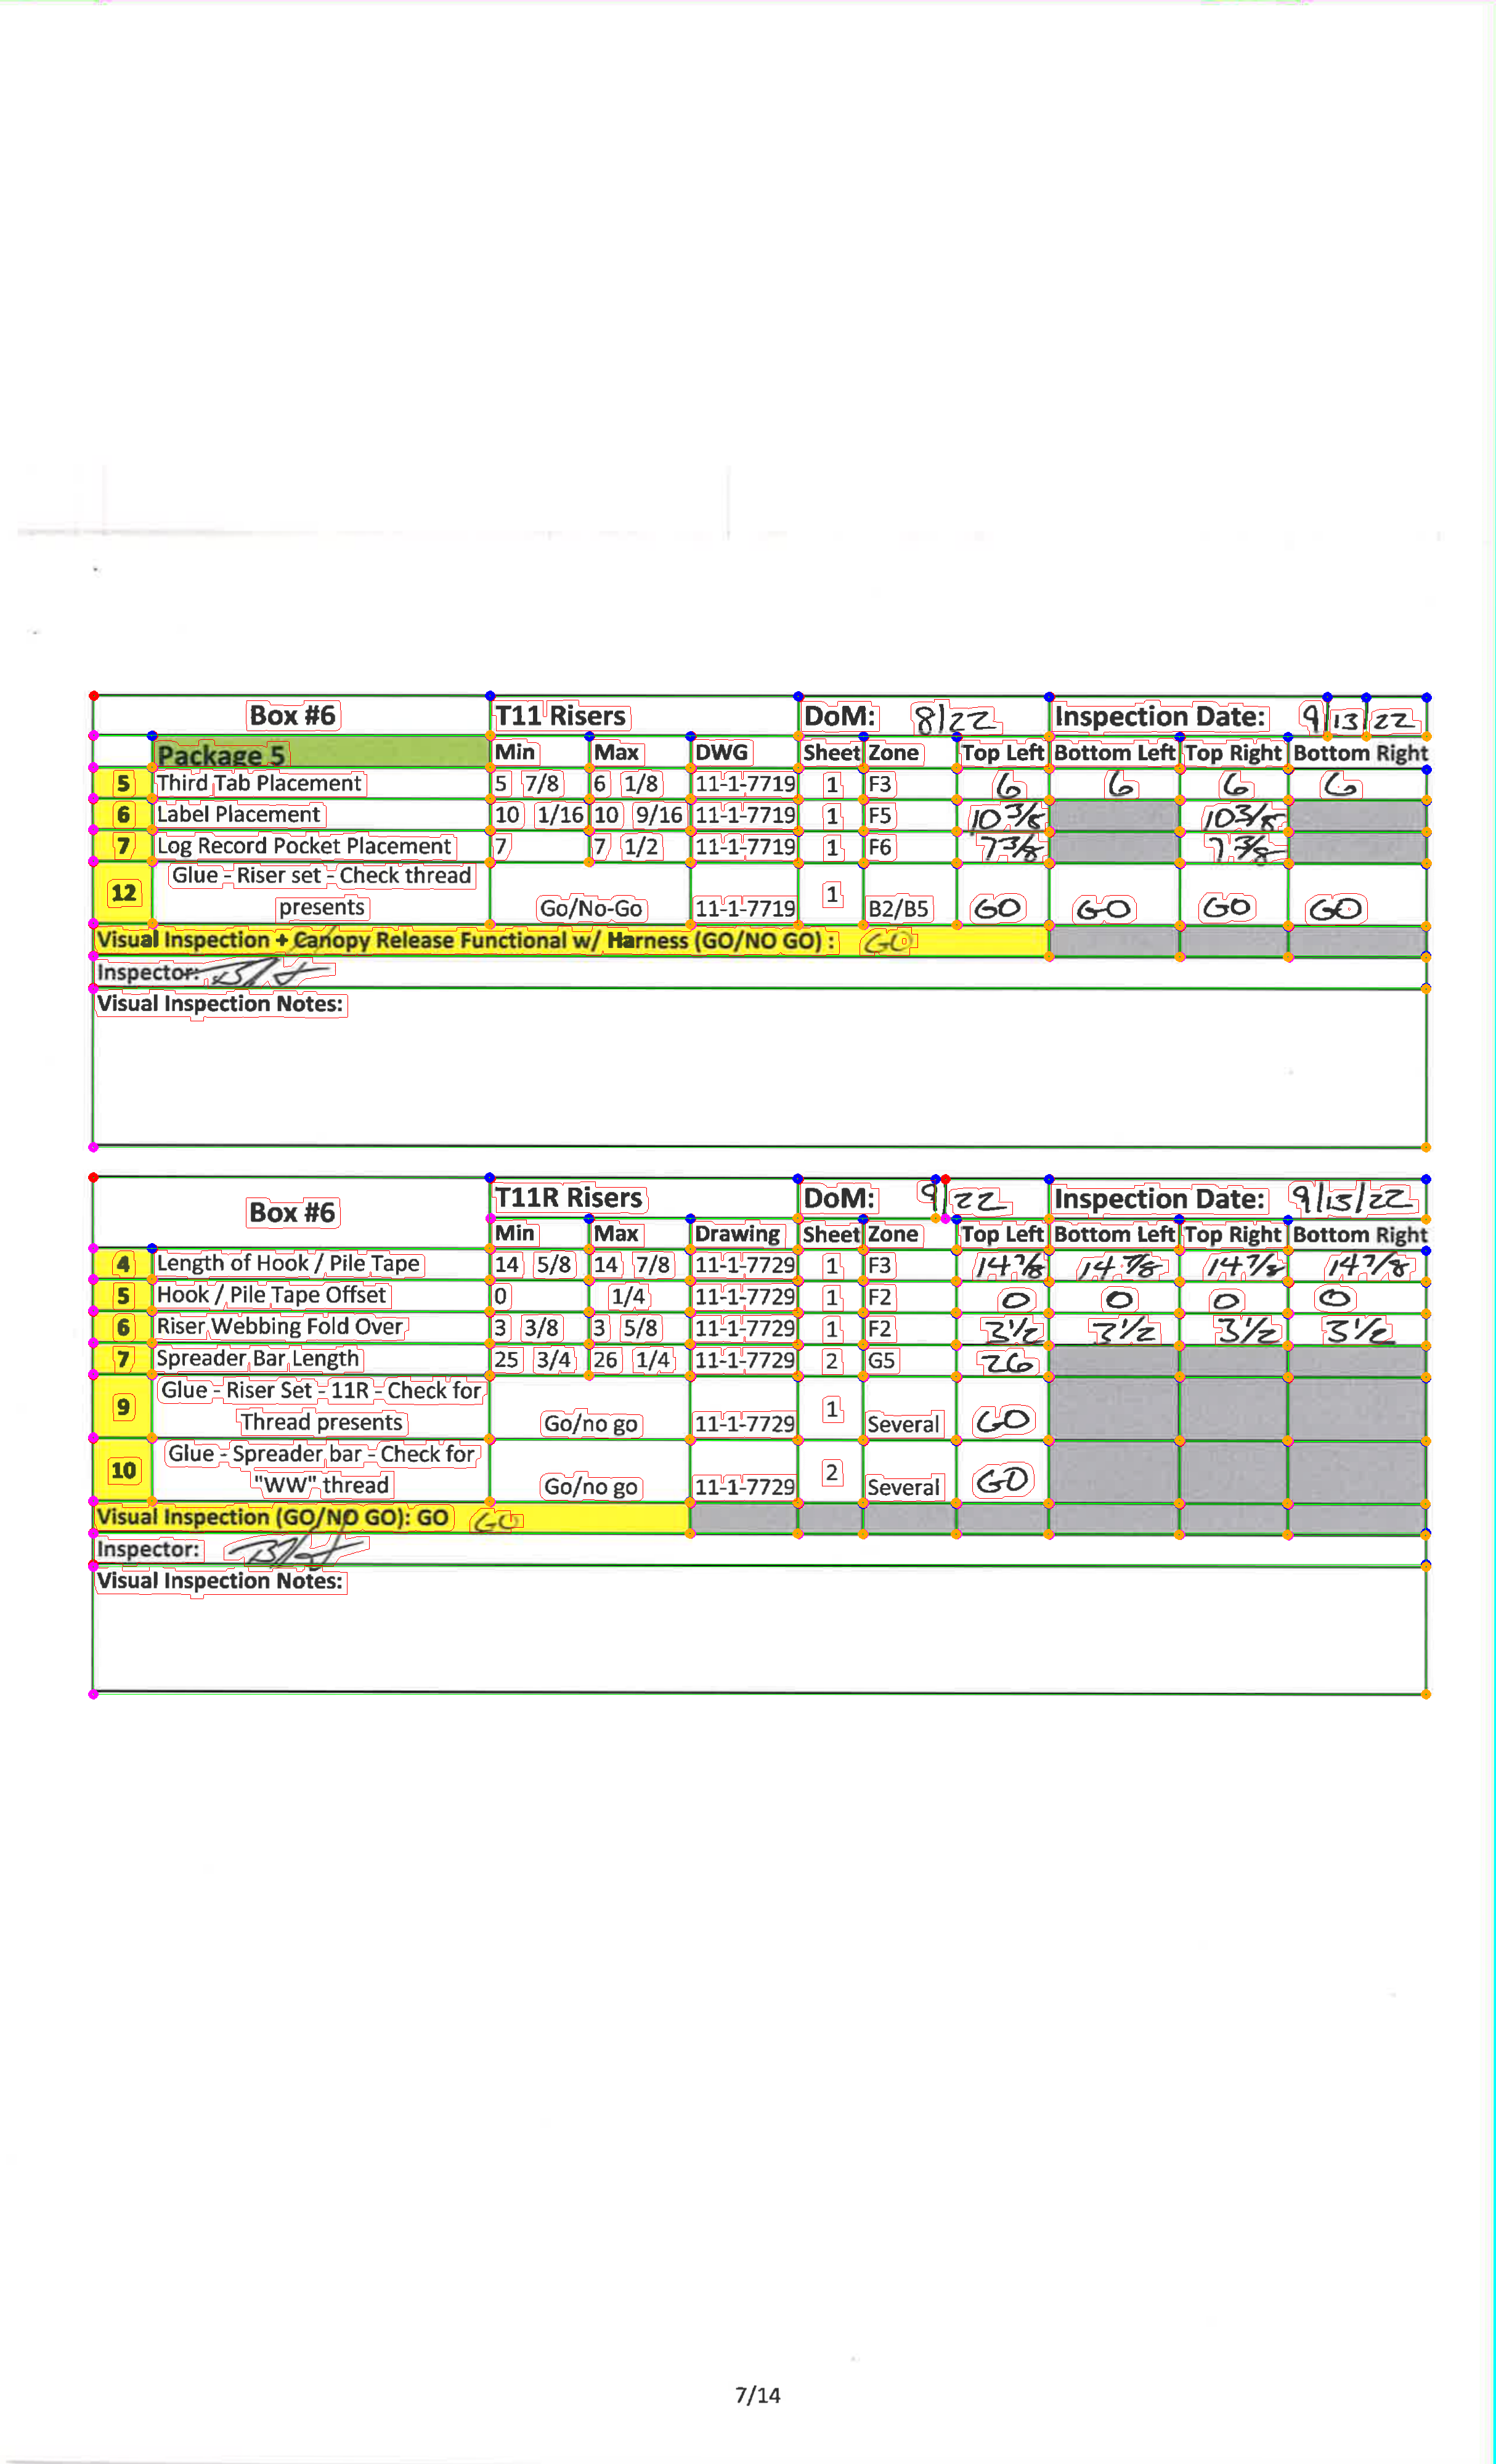 Box #6 T11 Risers DoM: 8/22 Inspection Date: 9/13/22
Package 5 Min Max DWG Sheet Zone Top Left Bottom Left Top Right Bottom Right
5 Third Tab Placement 5 7/8 6 1/8 11-1-7719 1 F3 6 6 6 6
6 Label Placement 10 1/16 10 9/16 11-1-7719 1 F5 10 3/8 10 3/8
7 Log Record Pocket Placement 7 7 1/2 11-1-7719 1 F6 7 3/8 7 3/8
12 Glue - Riser set - Check thread
presents Go/No-Go 11-1-7719 1 B2/B5 GO GO GO GO
Visual Inspection + Canopy Release Functional w/ Harness (GO/NO GO) : GO
Inspector:
Visual Inspection Notes:
Box #6 T11R Risers DoM: 9/22 Inspection Date: 9/13/22
Min Max Drawing Sheet Zone Top Left Bottom Left Top Right Bottom Right
4 Length of Hook / Pile Tape 14 5/8 14 7/8 11-1-7729 1 F3 14 7/8 14 7/8 14 7/8 14 7/8
5 Hook / Pile Tape Offset 0 1/4 11-1-7729 1 F2 0 0 0 0
6 Riser Webbing Fold Over 3 3/8 3 5/8 11-1-7729 1 F2 3 1/2 3 1/2 3 1/2 3 1/2
7 Spreader Bar Length 25 3/4 26 1/4 11-1-7729 2 G5 26
9 Glue - Riser Set - 11R - Check for
Thread presents Go/no go 11-1-7729 1 Several GO
10 Glue - Spreader bar - Check for
"WW" thread Go/no go 11-1-7729 2 Several GO
Visual Inspection (GO/NO GO): GO GO
Inspector:
Visual Inspection Notes:
7/14